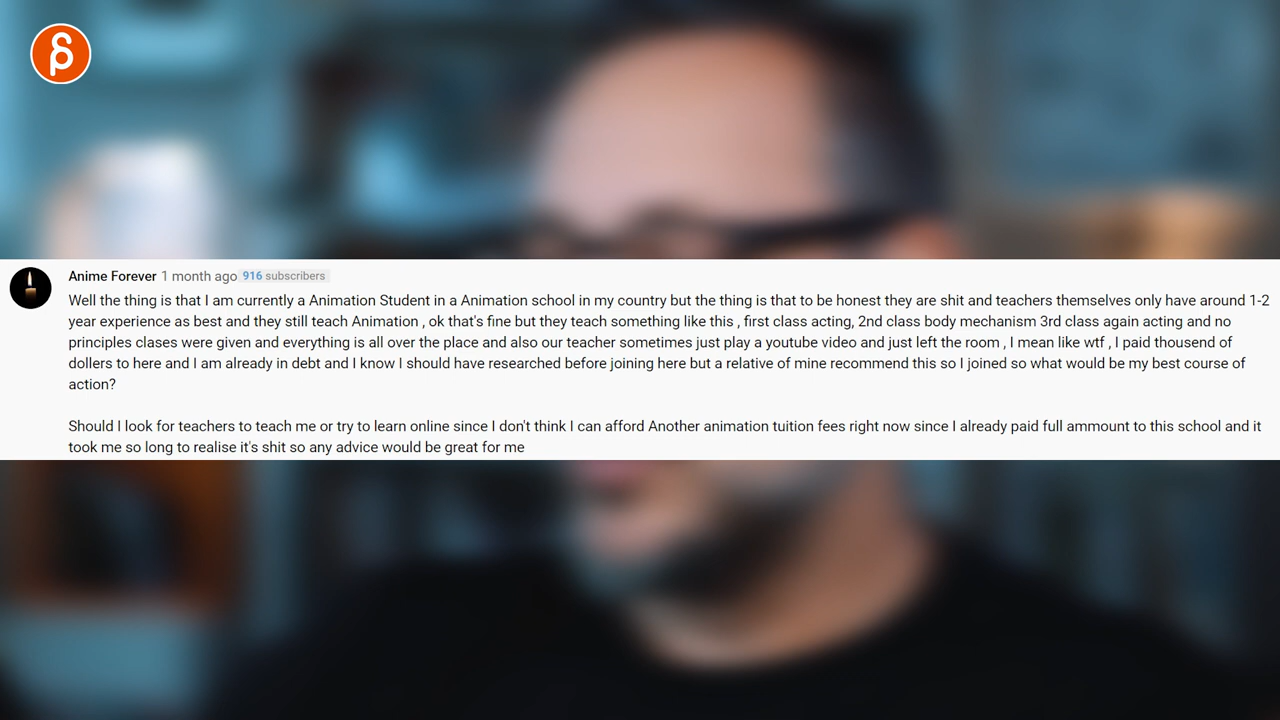 Anime Forever 1 month ago 916 subscribers
Well the thing is that I am currently a Animation Student in a Animation school in my country but the thing is that to be honest they are shit and teachers themselves only have around 1-2
year experience as best and they still teach Animation , ok that's fine but they teach something like this , first class acting, 2nd class body mechanism 3rd class again acting and no
principles clases were given and everything is all over the place and also our teacher sometimes just play a youtube video and just left the room , I mean like wtf , I paid thousend of
dollers to here and I am already in debt and I know I should have researched before joining here but a relative of mine recommend this so I joined so what would be my best course of
action?
Should I look for teachers to teach me or try to learn online since I don't think I can afford Another animation tuition fees right now since I already paid full ammount to this school and it
took me so long to realise it's shit so any advice would be great for me